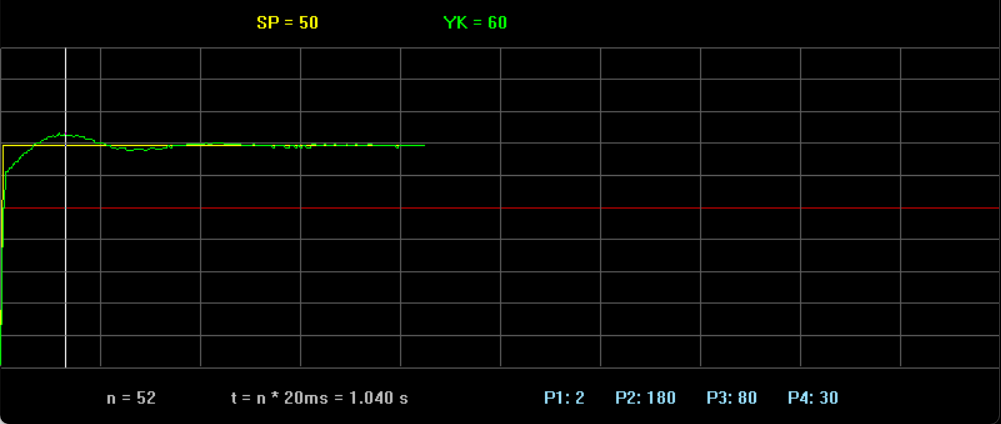 SP = 50 YK = 60
n = 52 t = n * 20ms = 1.040 s P1: 2 P2: 180 P3: 80 P4: 30